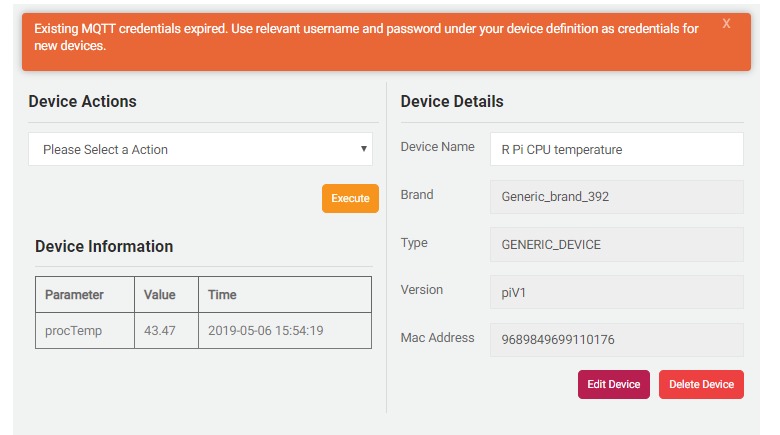 Existing MQTT credentials expired. Use relevant username and password under your device definition as credentials for
new devices.
X
Device Actions
Please Select a Action
Execute
Device Information
Parameter Value Time
procTemp 43.47 2019-05-06 15:54:19
Device Details
Device Name R Pi CPU temperature
Brand Generic_brand_392
Type GENERIC_DEVICE
Version piV1
Mac Address 9689849699110176
Edit Device Delete Device